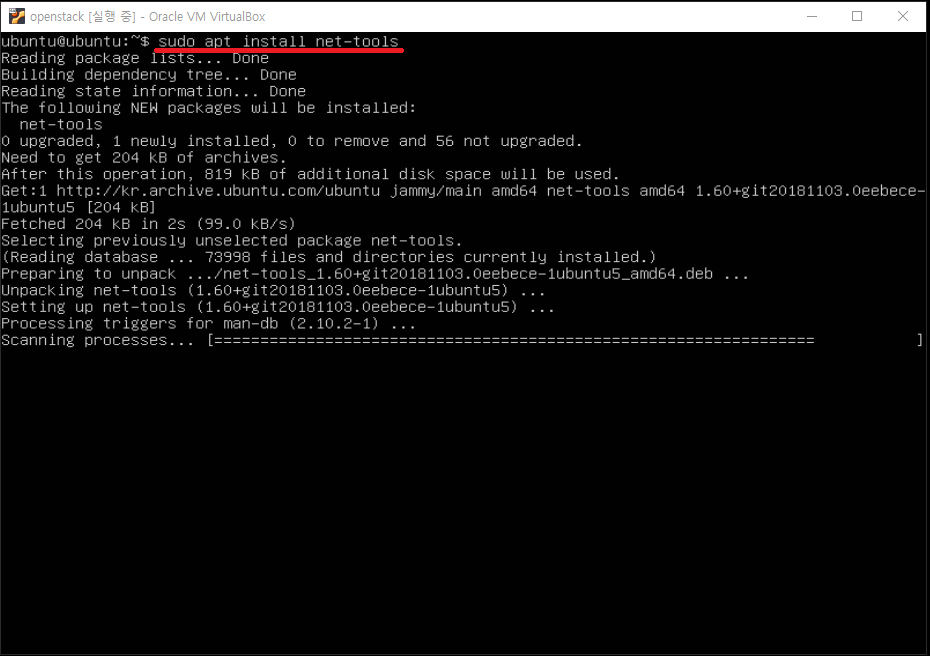 openstack [실행 중] - Oracle VM VirtualBox
ubuntu@ubuntu:~$ sudo apt install net-tools
Reading package lists... Done
Building dependency tree... Done
Reading state information... Done
The following NEW packages will be installed:
  net-tools
0 upgraded, 1 newly installed, 0 to remove and 56 not upgraded.
Need to get 204 kB of archives.
After this operation, 819 kB of additional disk space will be used.
Get:1 http://kr.archive.ubuntu.com/ubuntu jammy/main amd64 net-tools amd64 1.60+git20181103.0eebece-
1ubuntu5 [204 kB]
Fetched 204 kB in 2s (99.0 kB/s)
Selecting previously unselected package net-tools.
(Reading database ... 73998 files and directories currently installed.)
Preparing to unpack .../net-tools_1.60+git20181103.0eebece-1ubuntu5_amd64.deb ...
Unpacking net-tools (1.60+git20181103.0eebece-1ubuntu5) ...
Setting up net-tools (1.60+git20181103.0eebece-1ubuntu5) ...
Processing triggers for man-db (2.10.2-1) ...
Scanning processes... [=================================================================           ]